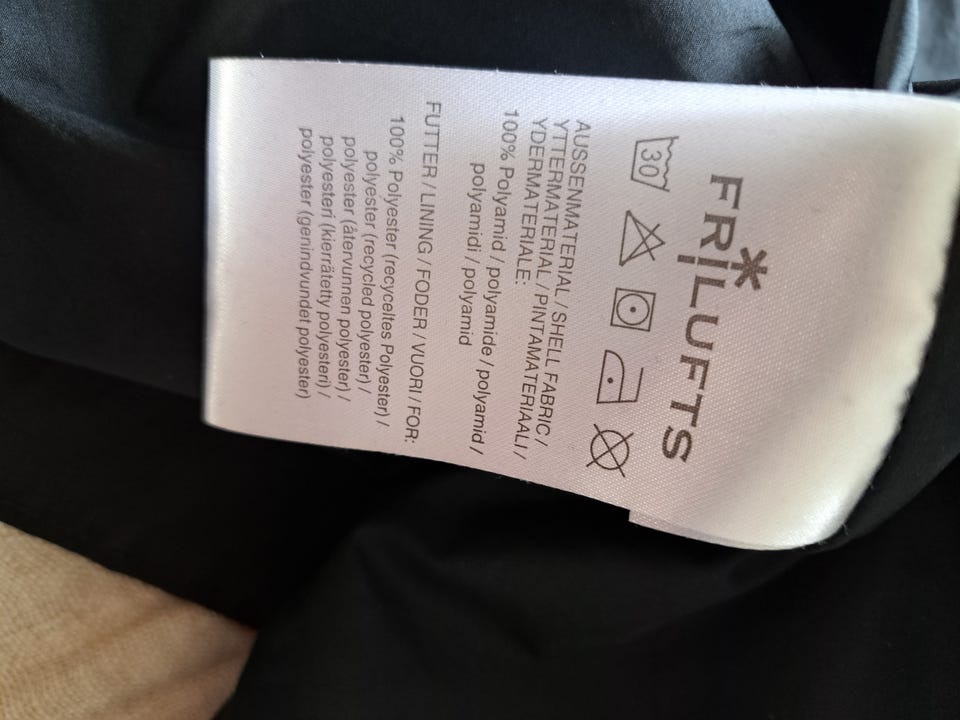 FRILUFTS
30
AUSSENMATERIAL / SHELL FABRIC /
YTTERMATERIAL / PINTAMATERIAALI /
YDERMATERIALE:
100% Polyamid / polyamide / polyamid /
polyamidi / polyamid
FUTTER / LINING / FODER / VUORI / FOR:
100% Polyester (recyceltes Polyester) /
polyester (recycled polyester) /
polyester (återvunnen polyester) /
polyesteri (kierrätetty polyesteri) /
polyester (genindvundet polyester)